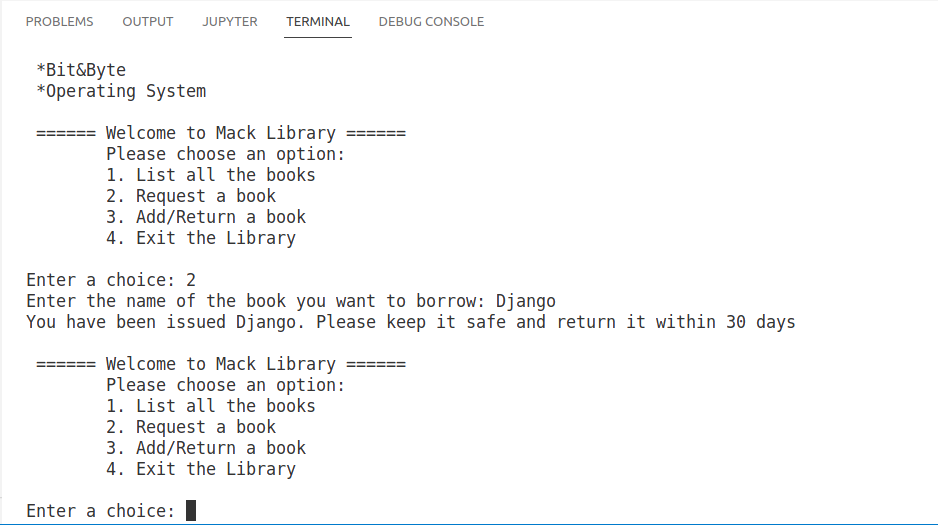 PROBLEMS OUTPUT JUPYTER TERMINAL DEBUG CONSOLE
*Bit&Byte
*Operating System
====== Welcome to Mack Library ======
Please choose an option:
1. List all the books
2. Request a book
3. Add/Return a book
4. Exit the Library
Enter a choice: 2
Enter the name of the book you want to borrow: Django
You have been issued Django. Please keep it safe and return it within 30 days
====== Welcome to Mack Library ======
Please choose an option:
1. List all the books
2. Request a book
3. Add/Return a book
4. Exit the Library
Enter a choice: